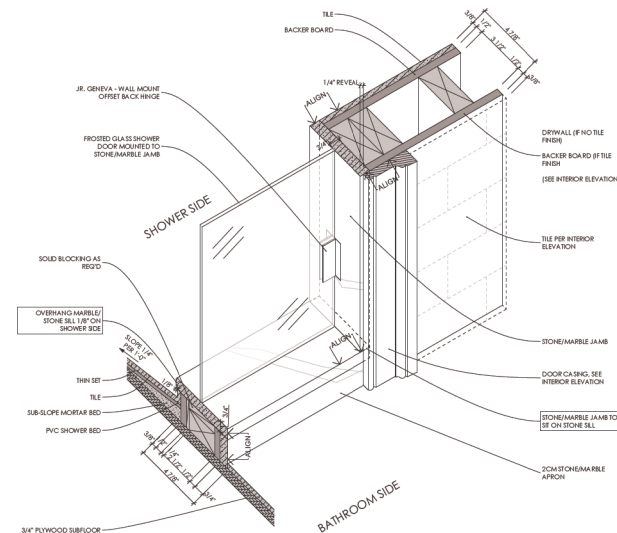 TILE
BACKER BOARD
3/8"
1/2"
4 7/8"
3 1/2"
1/2"
3/8"
1/4" REVEAL
ALIGN
JR. GENEVA - WALL MOUNT
OFFSET BACK HINGE
FROSTED GLASS SHOWER
DOOR MOUNTED TO
STONE/MARBLE JAMB
3/4"
ALIGN
DRYWALL (IF NO TILE
FINISH)
BACKER BOARD (IF TILE
FINISH
(SEE INTERIOR ELEVATION
SHOWER SIDE
TILE PER INTERIOR
ELEVATION
SOLID BLOCKING AS
REQ'D
OVERHANG MARBLE/
STONE SILL 1/8" ON
SHOWER SIDE
SLOPE 1/4"
PER 1'-0"
ALIGN
STONE/MARBLE JAMB
THIN SET
1/8"
TILE
DOOR CASING, SEE
INTERIOR ELEVATION
SUB-SLOPE MORTAR BED
3/4"
PVC SHOWER BED
STONE/MARBLE JAMB TO
SIT ON STONE SILL
3/8"
2 1/2"
1/2"
4 7/8"
3/4"
ALIGN
2CM STONE/MARBLE
APRON
BATHROOM SIDE
3/4" PLYWOOD SUBFLOOR